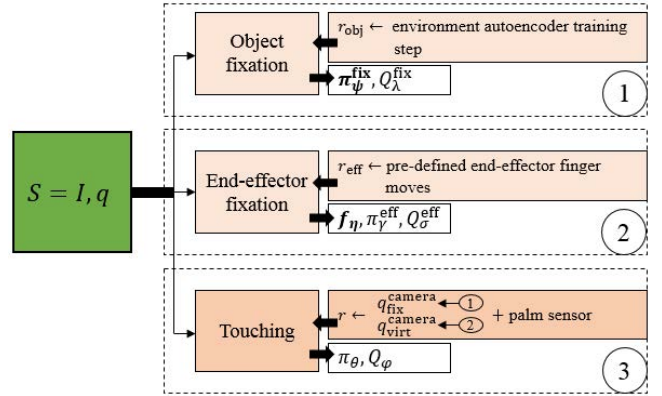 S = I, q
Object
fixation
r_obj ← environment autoencoder training
step
π_ψ^fix, Q_λ^fix
1
End-effector
fixation
r_eff ← pre-defined end-effector finger
moves
f_η, π_γ^eff, Q_σ^eff
2
Touching
r ← q_fix^camera ← 1
q_virt^camera ← 2
+ palm sensor
π_θ, Q_φ
3